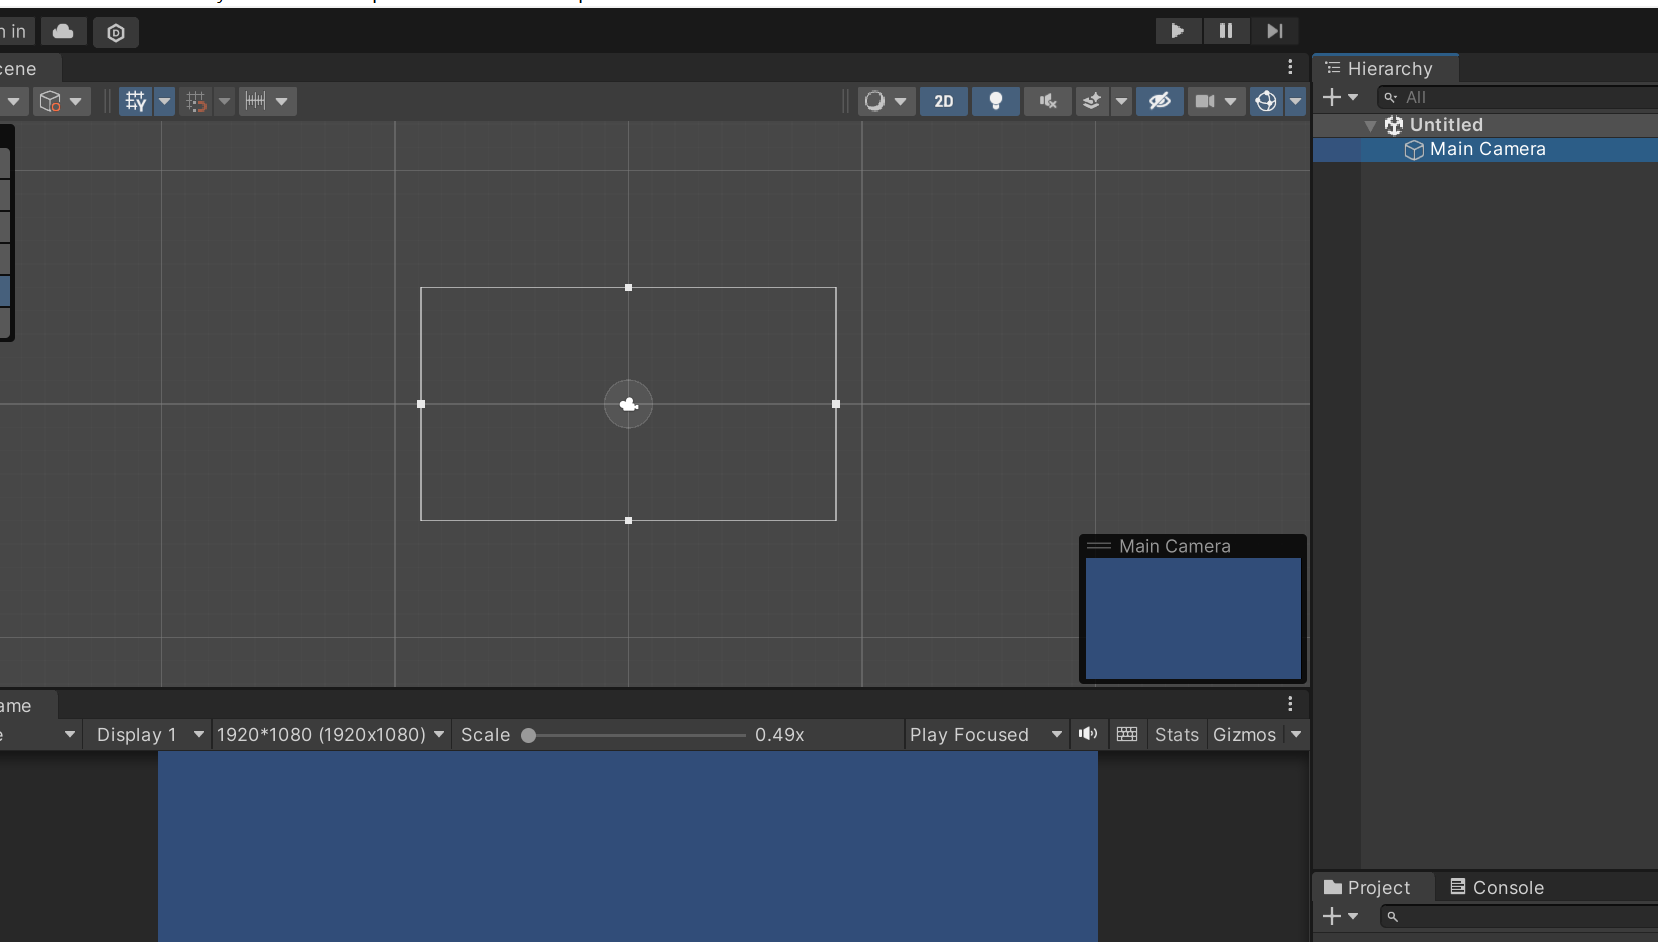 n in
cene
Hierarchy
2D
All
Untitled
Main Camera
Main Camera
ame
e Display 1 1920*1080 (1920x1080) Scale 0.49x Play Focused Stats Gizmos
Project Console